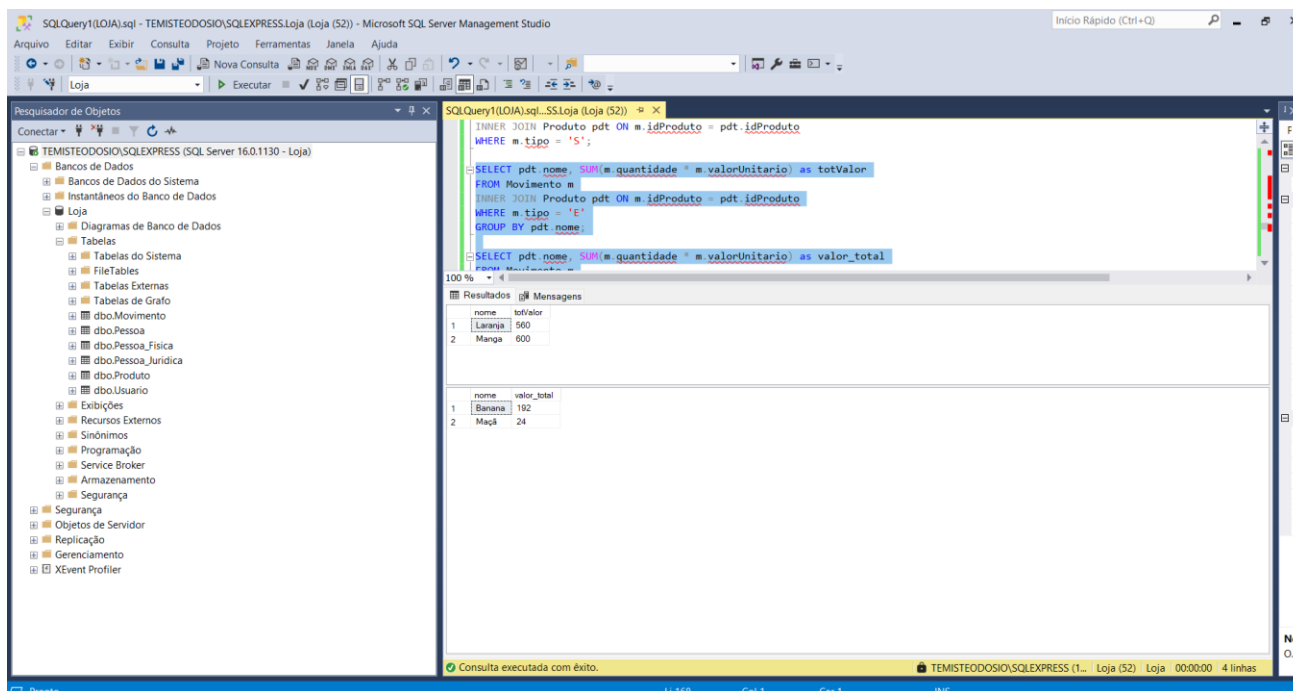 SQLQuery1(LOJA).sql - TEMISTEODOSIO\SQLEXPRESS.Loja (Loja (52)) - Microsoft SQL Server Management Studio
Início Rápido (Ctrl+Q)
Arquivo Editar Exibir Consulta Projeto Ferramentas Janela Ajuda
Nova Consulta
Loja
Executar
Pesquisador de Objetos
Conectar
TEMISTEODOSIO\SQLEXPRESS (SQL Server 16.0.1130 - Loja)
Bancos de Dados
Bancos de Dados do Sistema
Instantâneos do Banco de Dados
Loja
Diagramas de Banco de Dados
Tabelas
Tabelas do Sistema
FileTables
Tabelas Externas
Tabelas de Grafo
dbo.Movimento
dbo.Pessoa
dbo.Pessoa_Fisica
dbo.Pessoa_Juridica
dbo.Produto
dbo.Usuario
Exibições
Recursos Externos
Sinônimos
Programação
Service Broker
Armazenamento
Segurança
Segurança
Objetos de Servidor
Replicação
Gerenciamento
XEvent Profiler
SQLQuery1(LOJA).sql...SS.Loja (Loja (52))
INNER JOIN Produto pdt ON m.idProduto = pdt.idProduto
WHERE m.tipo = 'S';
SELECT pdt.nome, SUM(m.quantidade * m.valorUnitario) as totValor
FROM Movimento m
INNER JOIN Produto pdt ON m.idProduto = pdt.idProduto
WHERE m.tipo = 'E'
GROUP BY pdt.nome;
SELECT pdt.nome, SUM(m.quantidade * m.valorUnitario) as valor_total
FROM Movimento m
100 %
Resultados Mensagens
nome totValor
1 Laranja 560
2 Manga 600
nome valor_total
1 Banana 192
2 Maçã 24
Consulta executada com êxito.
TEMISTEODOSIO\SQLEXPRESS (1... Loja (52) Loja 00:00:00 4 linhas